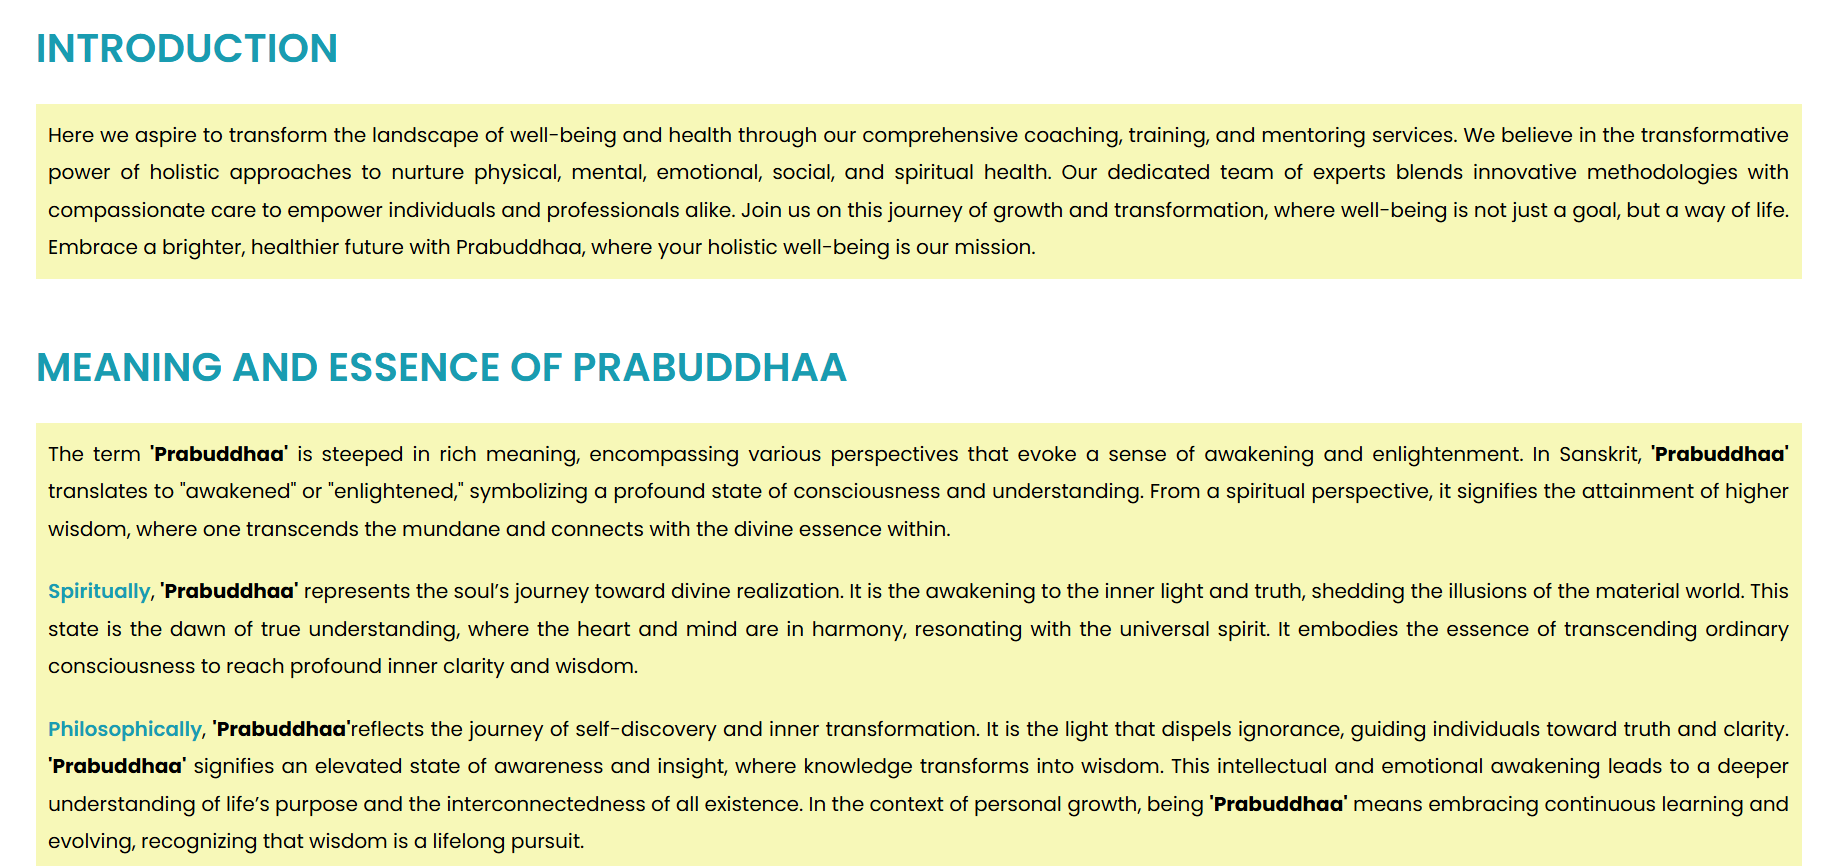 INTRODUCTION
Here we aspire to transform the landscape of well-being and health through our comprehensive coaching, training, and mentoring services. We believe in the transformative
power of holistic approaches to nurture physical, mental, emotional, social, and spiritual health. Our dedicated team of experts blends innovative methodologies with
compassionate care to empower individuals and professionals alike. Join us on this journey of growth and transformation, where well-being is not just a goal, but a way of life.
Embrace a brighter, healthier future with Prabuddhaa, where your holistic well-being is our mission.
MEANING AND ESSENCE OF PRABUDDHAA
The term 'Prabuddhaa' is steeped in rich meaning, encompassing various perspectives that evoke a sense of awakening and enlightenment. In Sanskrit, 'Prabuddhaa'
translates to "awakened" or "enlightened," symbolizing a profound state of consciousness and understanding. From a spiritual perspective, it signifies the attainment of higher
wisdom, where one transcends the mundane and connects with the divine essence within.
Spiritually, 'Prabuddhaa' represents the soul’s journey toward divine realization. It is the awakening to the inner light and truth, shedding the illusions of the material world. This
state is the dawn of true understanding, where the heart and mind are in harmony, resonating with the universal spirit. It embodies the essence of transcending ordinary
consciousness to reach profound inner clarity and wisdom.
Philosophically, 'Prabuddhaa'reflects the journey of self-discovery and inner transformation. It is the light that dispels ignorance, guiding individuals toward truth and clarity.
'Prabuddhaa' signifies an elevated state of awareness and insight, where knowledge transforms into wisdom. This intellectual and emotional awakening leads to a deeper
understanding of life’s purpose and the interconnectedness of all existence. In the context of personal growth, being 'Prabuddhaa' means embracing continuous learning and
evolving, recognizing that wisdom is a lifelong pursuit.